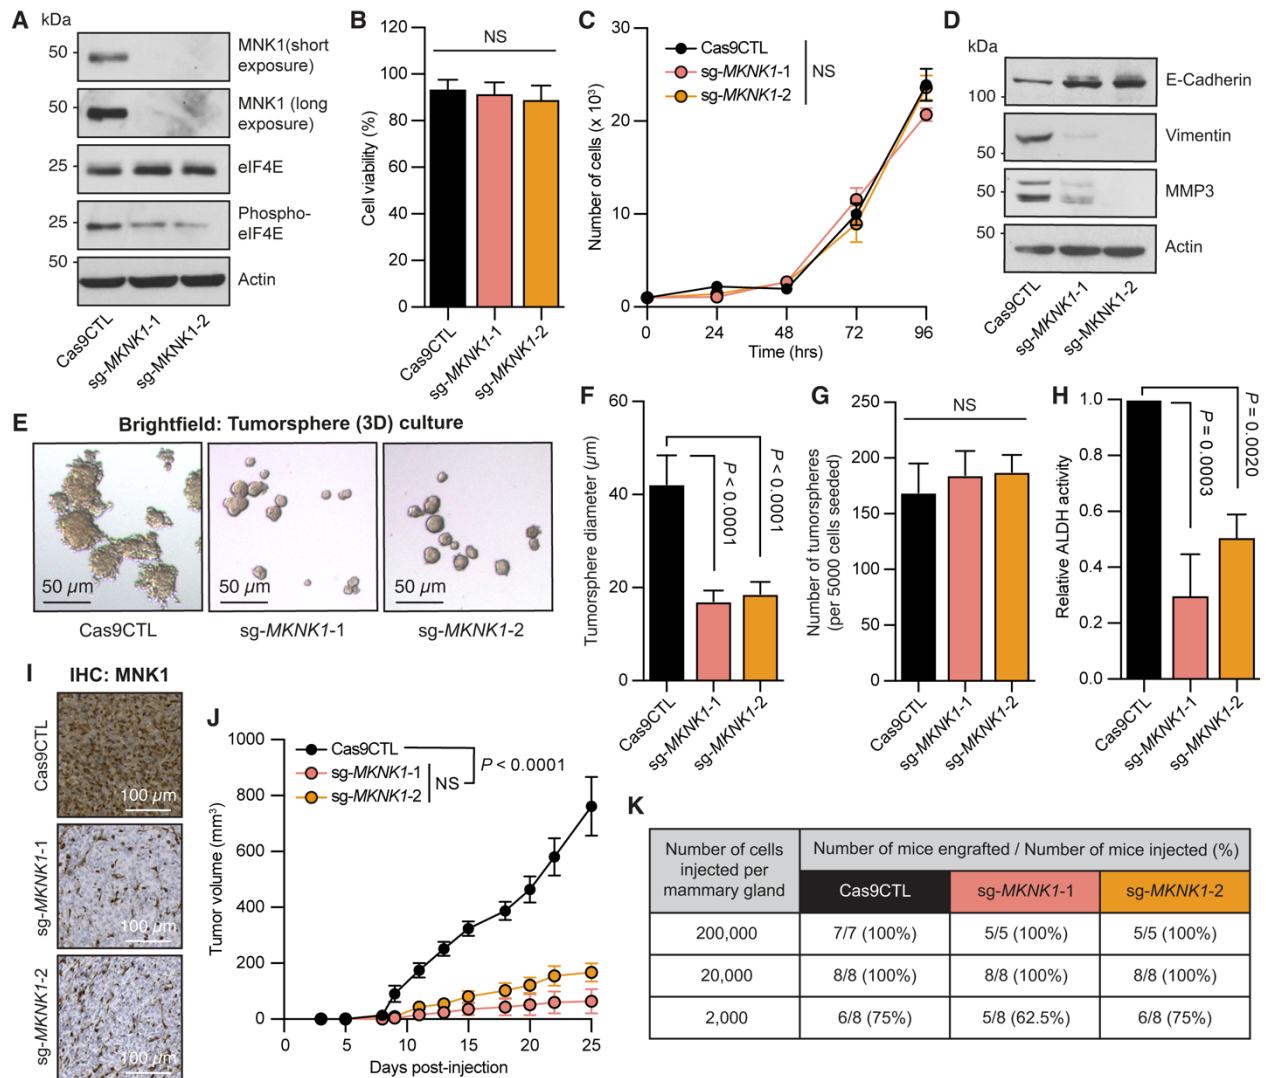 A
kDa
50
MNK1(short
exposure)
50
MNK1 (long
exposure)
25
eIF4E
25
Phospho-
eIF4E
50
Actin
Cas9CTL
sg-MKNK1-1
sg-MKNK1-2
B
Cell viability (%)
120
100
80
60
40
20
0
NS
Cas9CTL
sg-MKNK1-1
sg-MKNK1-2
C
Number of cells (x 10³)
30
20
10
0
Cas9CTL
sg-MKNK1-1
sg-MKNK1-2
NS
0 24 48 72 96
Time (hrs)
D
kDa
100
E-Cadherin
50
Vimentin
50
MMP3
50
Actin
Cas9CTL
sg-MKNK1-1
sg-MKNK1-2
E
Brightfield: Tumorsphere (3D) culture
50 µm
50 µm
50 µm
Cas9CTL
sg-MKNK1-1
sg-MKNK1-2
F
Tumorsphere diameter (µm)
60
40
20
0
P < 0.0001
P < 0.0001
Cas9CTL
sg-MKNK1-1
sg-MKNK1-2
G
Number of tumorspheres
(per 5000 cells seeded)
250
200
150
100
50
0
NS
Cas9CTL
sg-MKNK1-1
sg-MKNK1-2
H
Relative ALDH activity
1.0
0.8
0.6
0.4
0.2
0.0
P = 0.0003
P = 0.0020
Cas9CTL
sg-MKNK1-1
sg-MKNK1-2
I
IHC: MNK1
Cas9CTL
100 µm
sg-MKNK1-1
100 µm
sg-MKNK1-2
100 µm
J
Tumor volume (mm³)
1000
800
600
400
200
0
Cas9CTL
sg-MKNK1-1
sg-MKNK1-2
NS
P < 0.0001
0 5 10 15 20 25
Days post-injection
K
Number of cells
injected per
mammary gland
Number of mice engrafted / Number of mice injected (%)
Cas9CTL sg-MKNK1-1 sg-MKNK1-2
200,000 7/7 (100%) 5/5 (100%) 5/5 (100%)
20,000 8/8 (100%) 8/8 (100%) 8/8 (100%)
2,000 6/8 (75%) 5/8 (62.5%) 6/8 (75%)